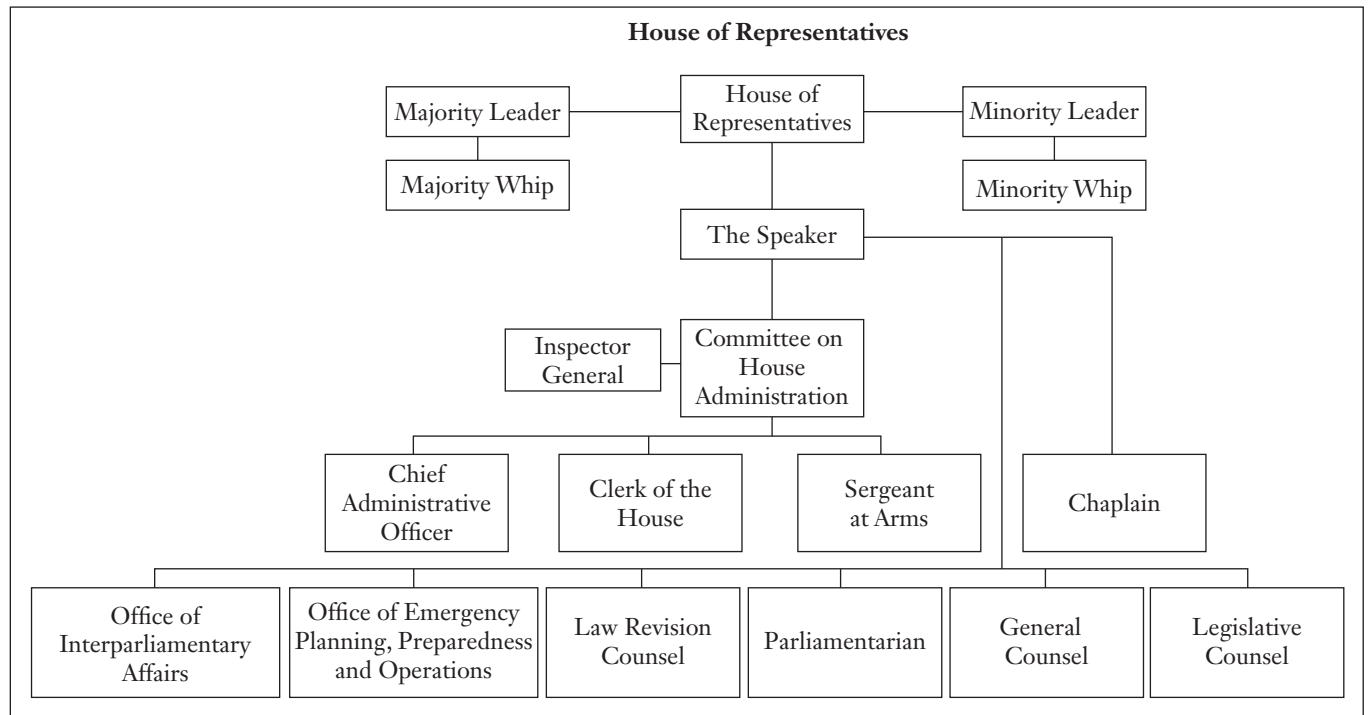 House of Representatives
Majority Leader
House of
Representatives
Minority Leader
Majority Whip
Minority Whip
The Speaker
Inspector
General
Committee on
House
Administration
Chief
Administrative
Officer
Clerk of the
House
Sergeant
at Arms
Chaplain
Office of
Interparliamentary
Affairs
Office of Emergency
Planning, Preparedness
and Operations
Law Revision
Counsel
Parliamentarian
General
Counsel
Legislative
Counsel